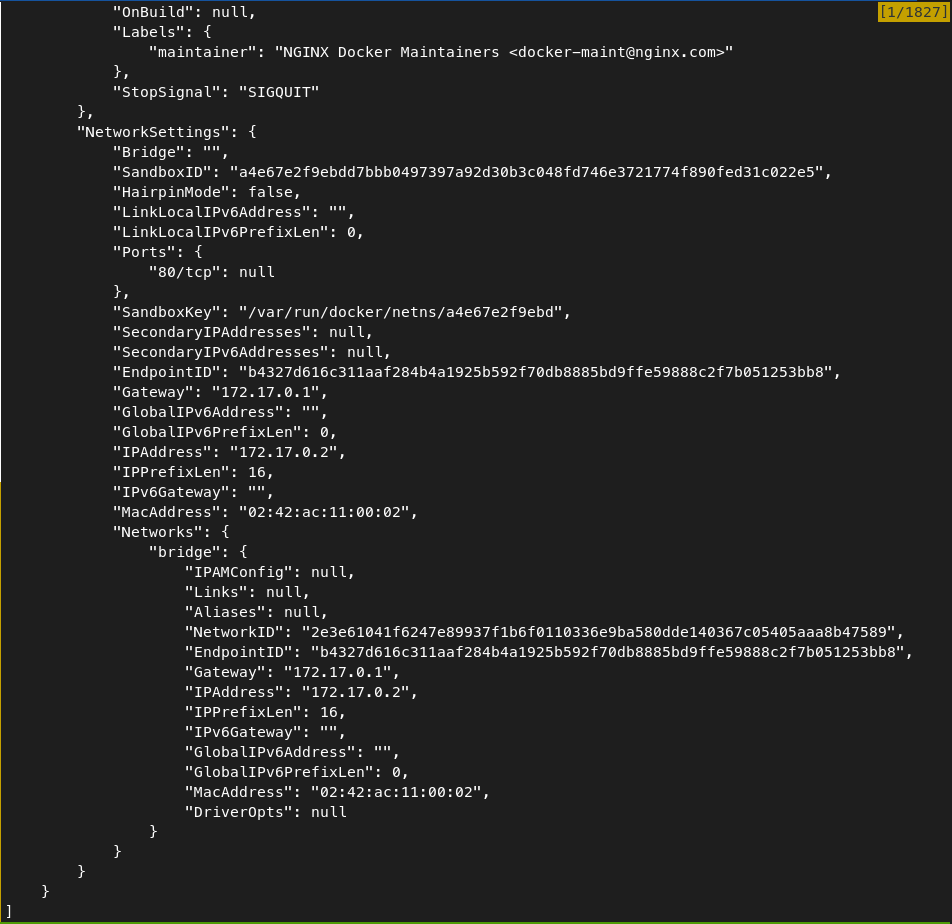 "OnBuild": null,
[1/1827]
            "Labels": {
                "maintainer": "NGINX Docker Maintainers <docker-maint@nginx.com>"
            },
            "StopSignal": "SIGQUIT"
        },
        "NetworkSettings": {
            "Bridge": "",
            "SandboxID": "a4e67e2f9ebdd7bbb0497397a92d30b3c048fd746e3721774f890fed31c022e5",
            "HairpinMode": false,
            "LinkLocalIPv6Address": "",
            "LinkLocalIPv6PrefixLen": 0,
            "Ports": {
                "80/tcp": null
            },
            "SandboxKey": "/var/run/docker/netns/a4e67e2f9ebd",
            "SecondaryIPAddresses": null,
            "SecondaryIPv6Addresses": null,
            "EndpointID": "b4327d616c311aaf284b4a1925b592f70db8885bd9ffe59888c2f7b051253bb8",
            "Gateway": "172.17.0.1",
            "GlobalIPv6Address": "",
            "GlobalIPv6PrefixLen": 0,
            "IPAddress": "172.17.0.2",
            "IPPrefixLen": 16,
            "IPv6Gateway": "",
            "MacAddress": "02:42:ac:11:00:02",
            "Networks": {
                "bridge": {
                    "IPAMConfig": null,
                    "Links": null,
                    "Aliases": null,
                    "NetworkID": "2e3e61041f6247e89937f1b6f0110336e9ba580dde140367c05405aaa8b47589",
                    "EndpointID": "b4327d616c311aaf284b4a1925b592f70db8885bd9ffe59888c2f7b051253bb8",
                    "Gateway": "172.17.0.1",
                    "IPAddress": "172.17.0.2",
                    "IPPrefixLen": 16,
                    "IPv6Gateway": "",
                    "GlobalIPv6Address": "",
                    "GlobalIPv6PrefixLen": 0,
                    "MacAddress": "02:42:ac:11:00:02",
                    "DriverOpts": null
                }
            }
        }
    }
]